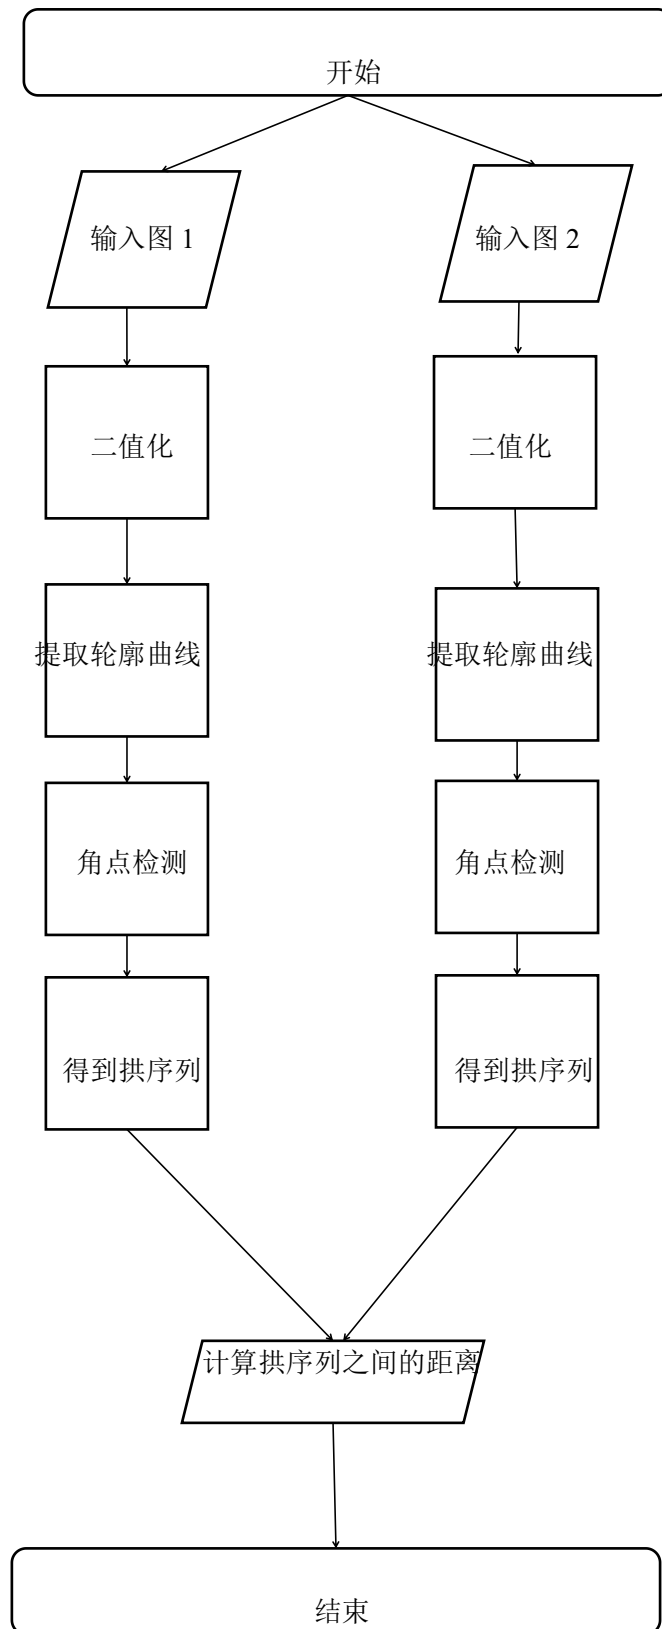 开始
输入图 1
输入图 2
二值化
二值化
提取轮廓曲线
提取轮廓曲线
角点检测
角点检测
得到拱序列
得到拱序列
计算拱序列之间的距离
结束